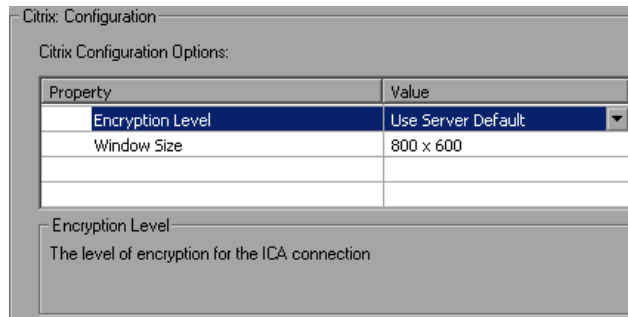 Citrix: Configuration
Citrix Configuration Options:
Property Value
Encryption Level Use Server Default
Window Size 800 x 600
Encryption Level
The level of encryption for the ICA connection